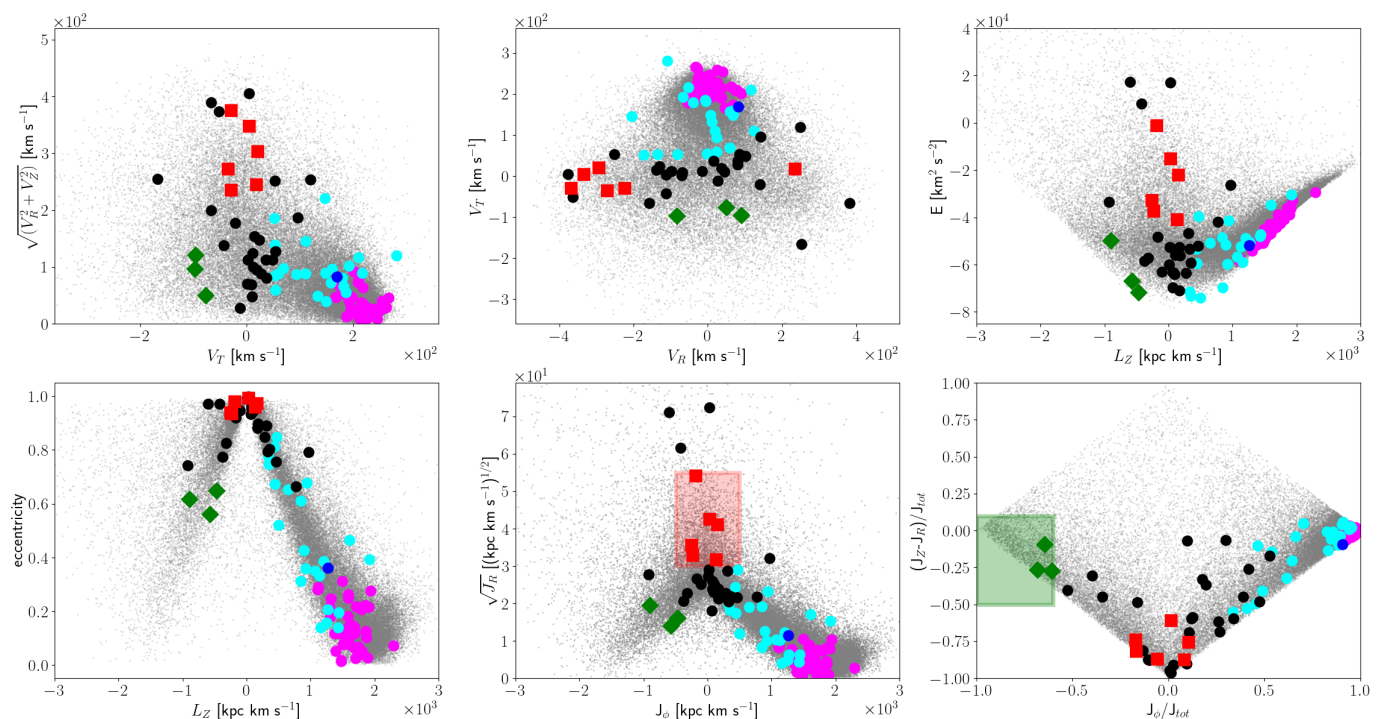 ×10² ×10² ×10⁴
5 4 3 2 1 0
√(V_R² + V_Z²) [km s⁻¹]
−2 0 2
V_T [km s⁻¹] ×10²
3 2 1 0 −1 −2 −3
V_T [km s⁻¹]
−4 −2 0 2 4
V_R [km s⁻¹] ×10²
4 2 0 −2 −4 −6 −8
E [km² s⁻²]
−3 −2 −1 0 1 2 3
L_Z [kpc km s⁻¹] ×10³
1.0 0.8 0.6 0.4 0.2 0.0
eccentricity
−3 −2 −1 0 1 2 3
L_Z [kpc km s⁻¹] ×10³
×10¹
8 7 6 5 4 3 2 1 0
√J_R [(kpc km s⁻¹)^{1/2}]
−3 −2 −1 0 1 2 3
J_ϕ [kpc km s⁻¹] ×10³
1.00 0.75 0.50 0.25 0.00 −0.25 −0.50 −0.75 −1.00
(J_Z-J_R)/J_tot
−1.0 −0.5 0.0 0.5 1.0
J_ϕ/J_tot